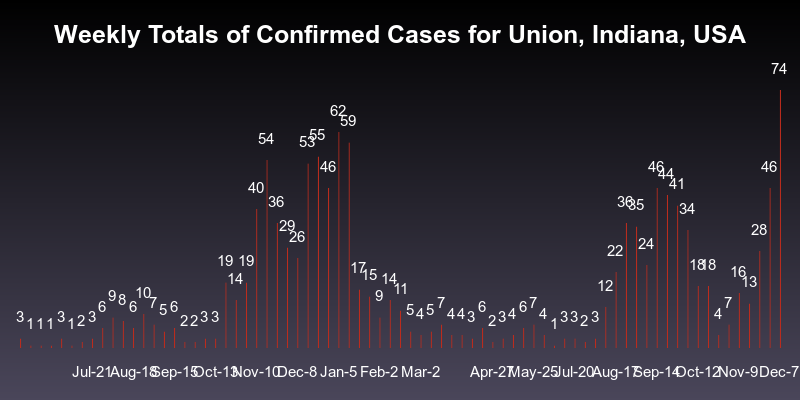 Weekly Totals of Confirmed Cases for Union, Indiana, USA
3 1 1 1 3 1 2 3 6 9 8 6 10 7 5 6 2 2 3 3 19 14 19 40 54 36 29 26 53 55 46 62 59 17 15 9 14 11 5 4 5 7 4 4 3 6 2 3 4 6 7 4 1 3 3 2 3 12 22 36 35 24 46 44 41 34 18 18 4 7 16 13 28 46 74
Jul-21 Aug-18 Sep-15 Oct-13 Nov-10 Dec-8 Jan-5 Feb-2 Mar-2 Apr-27 May-25 Jul-20 Aug-17 Sep-14 Oct-12 Nov-9 Dec-7